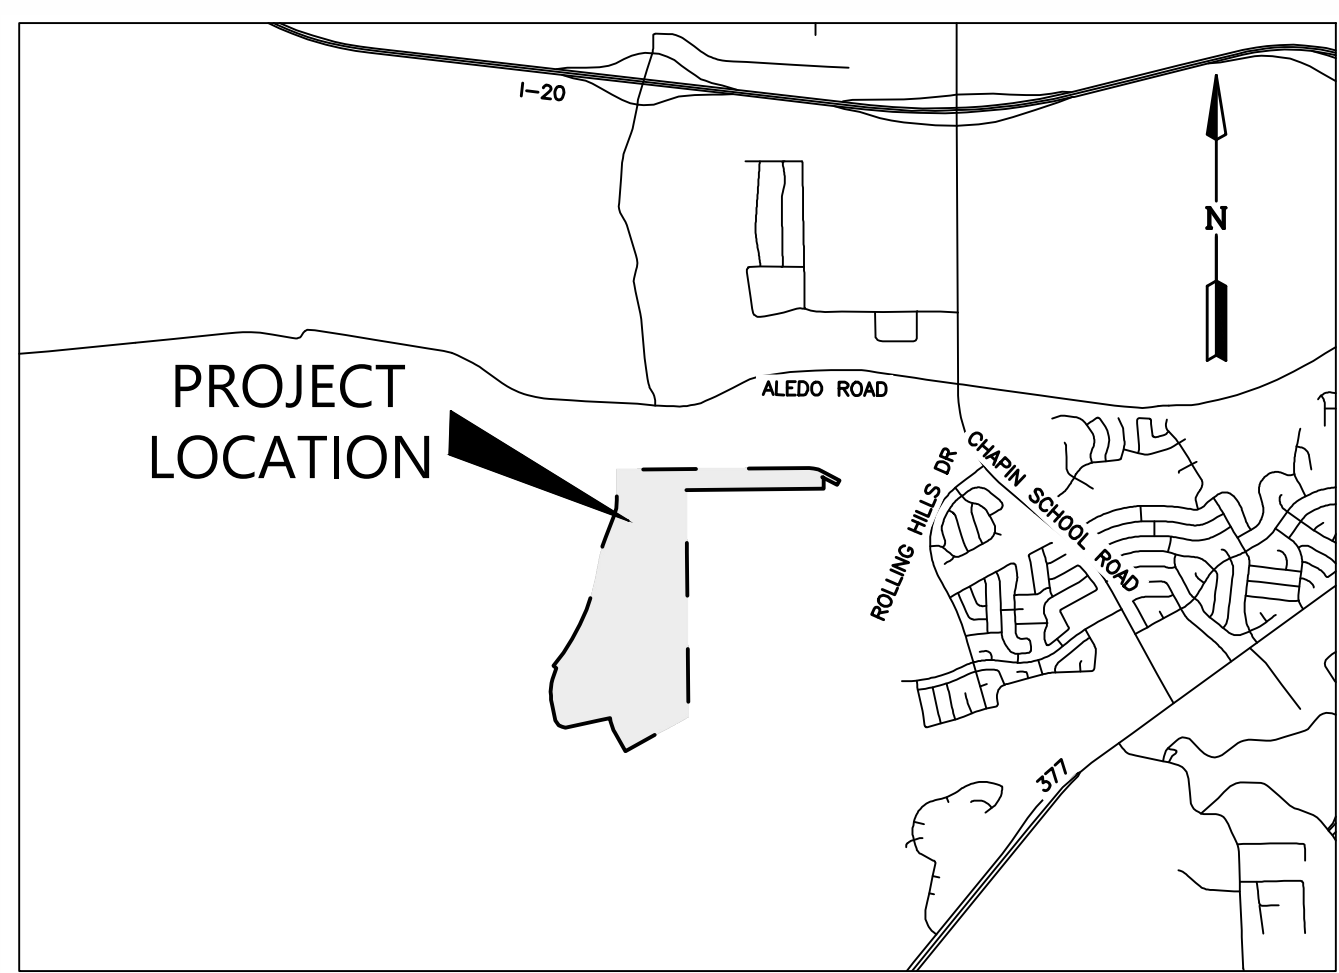 I-20
N
PROJECT
LOCATION
ALEDO ROAD
ROLLING HILLS DR
CHAPIN SCHOOL ROAD
377